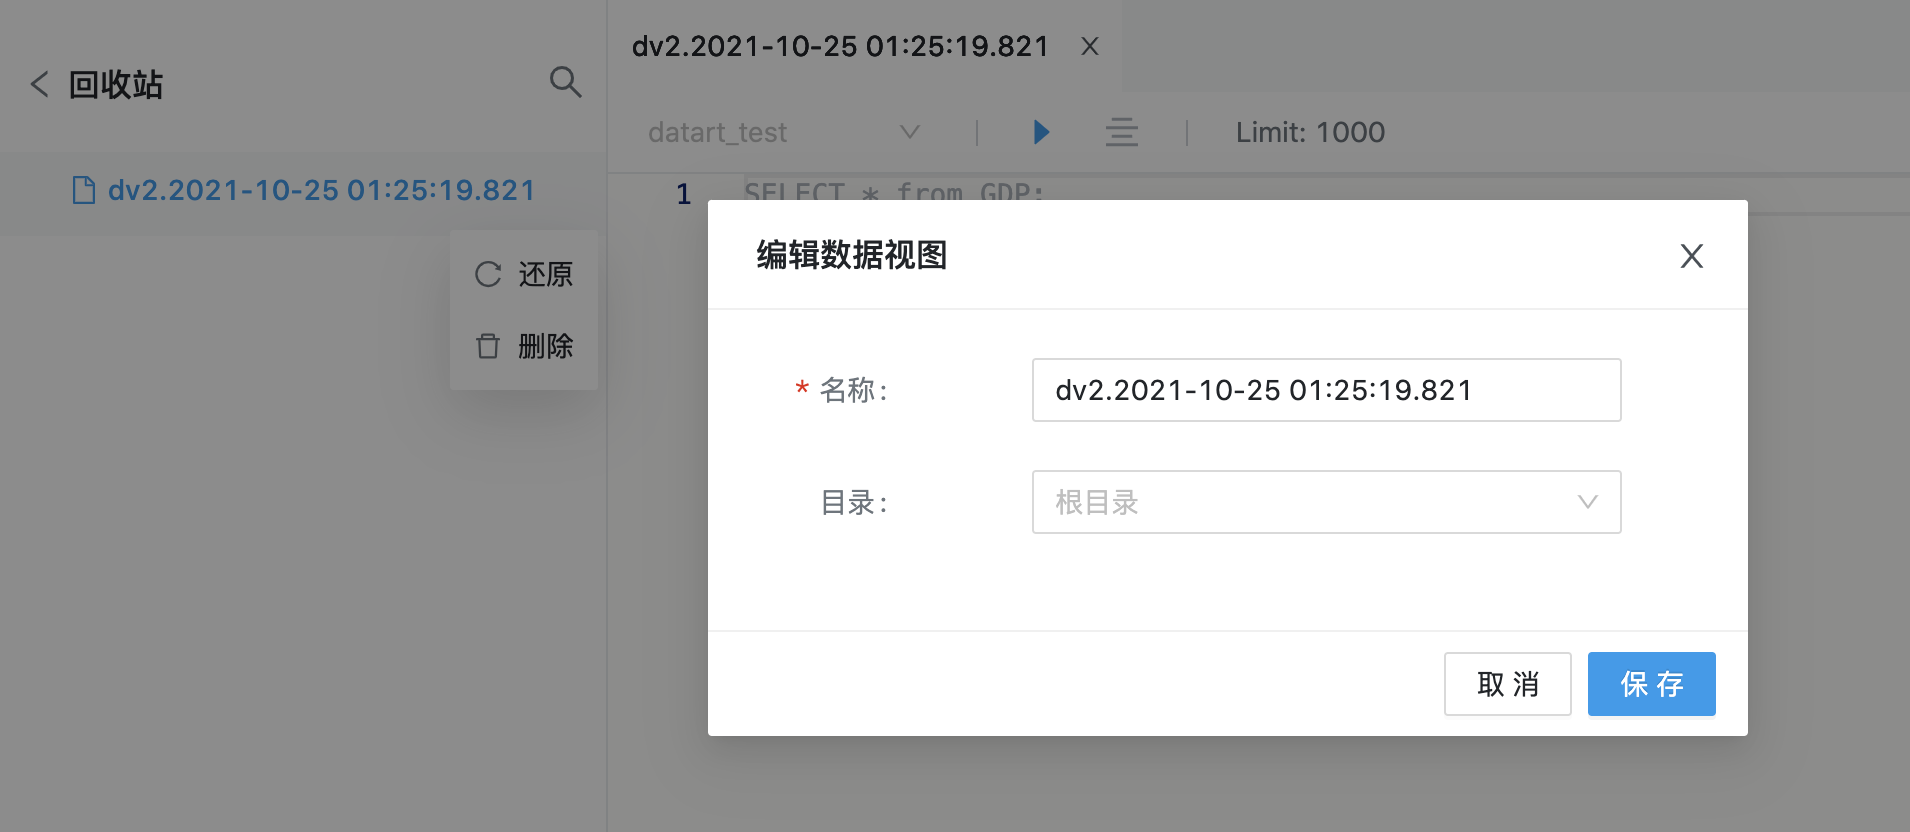 回收站
dv2.2021-10-25 01:25:19.821
还原
删除
dv2.2021-10-25 01:25:19.821
datart_test
Limit: 1000
1 SELECT * from GDP;
编辑数据视图
* 名称:
dv2.2021-10-25 01:25:19.821
目录:
根目录
取 消
保 存